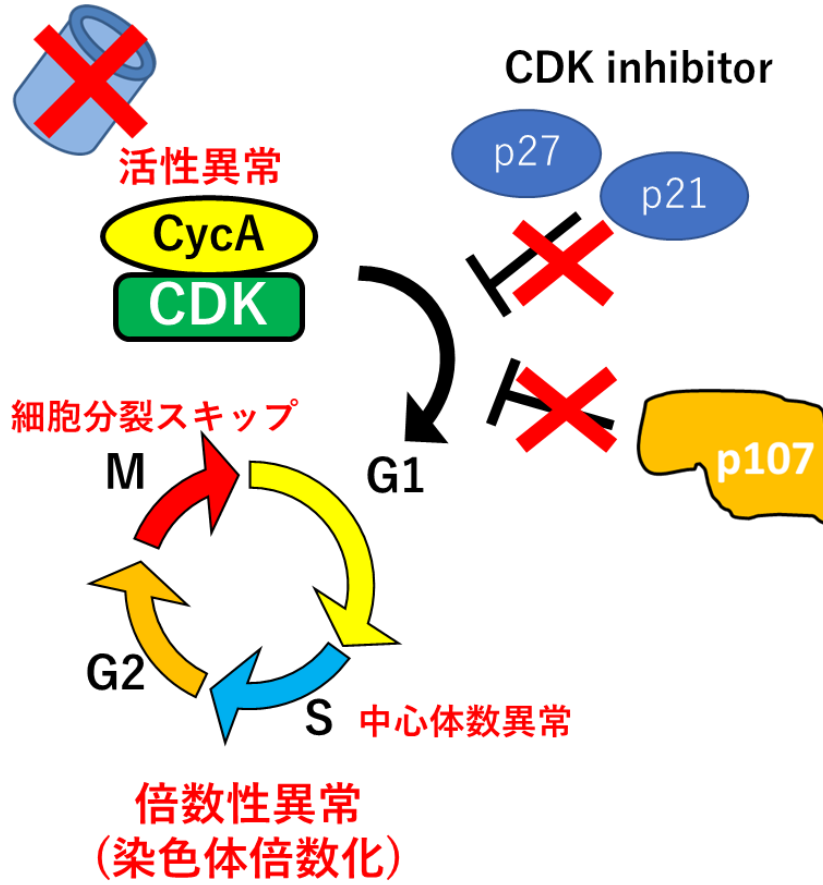 CDK inhibitor
p27
p21
活性異常
CycA
CDK
細胞分裂スキップ
M
G1
p107
G2
S
中心体数異常
倍数性異常
(染色体倍数化)